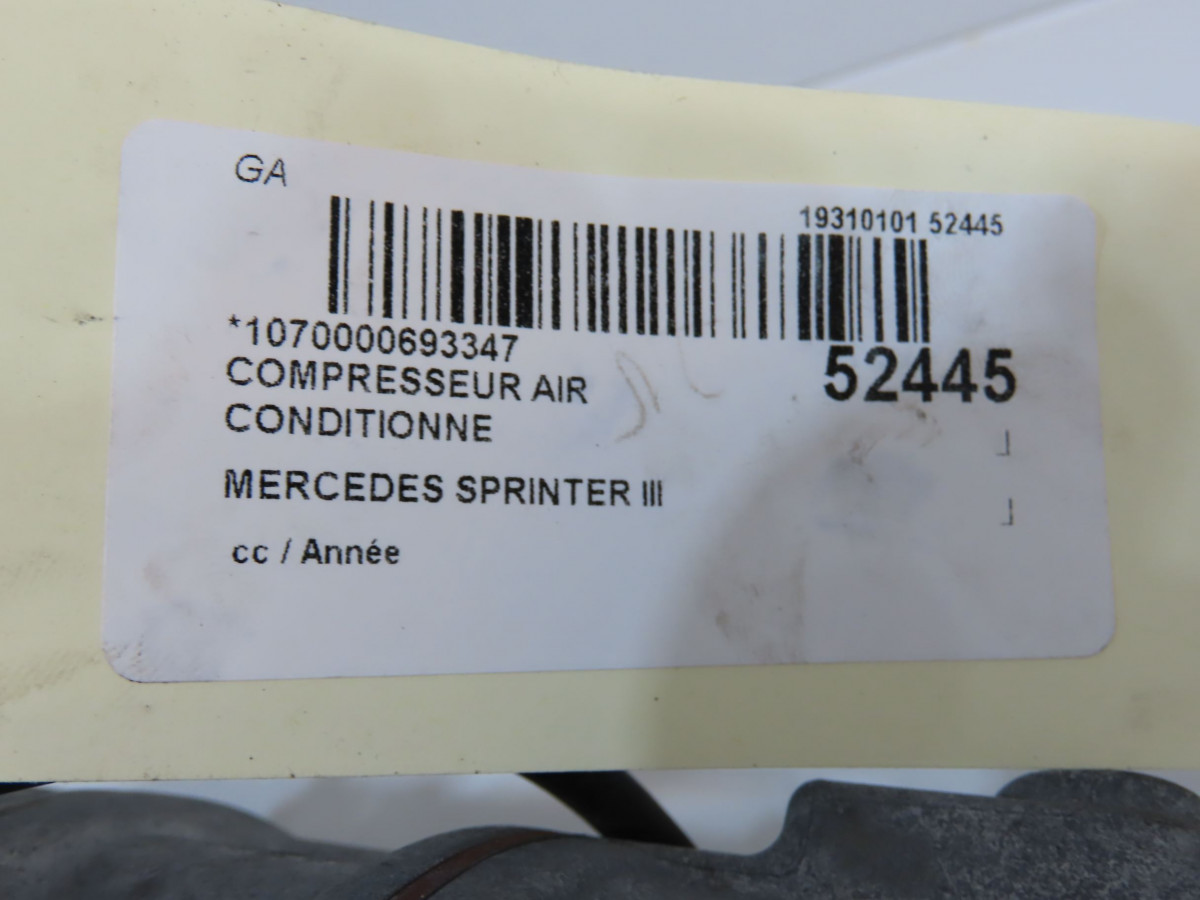 GA
19310101 52445
*1070000693347
52445
COMPRESSEUR AIR
CONDITIONNE
MERCEDES SPRINTER III
cc / Année